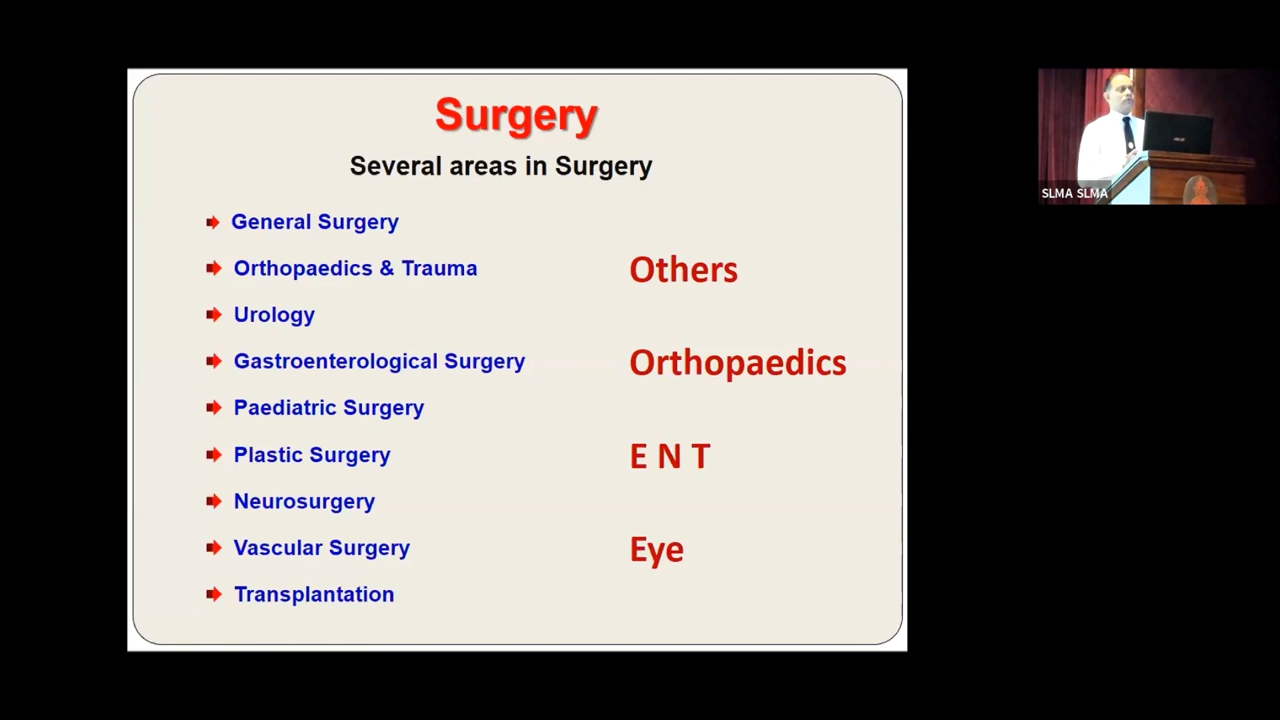 Surgery
Several areas in Surgery
General Surgery
Orthopaedics & Trauma
Urology
Gastroenterological Surgery
Paediatric Surgery
Plastic Surgery
Neurosurgery
Vascular Surgery
Transplantation
Others
Orthopaedics
E N T
Eye
SLMA SLMA